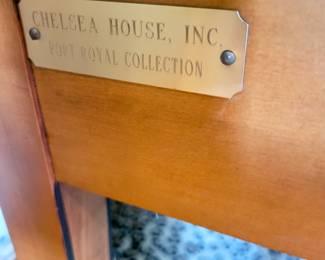 CHELSEA HOUSE, INC.
PORT ROYAL COLLECTION